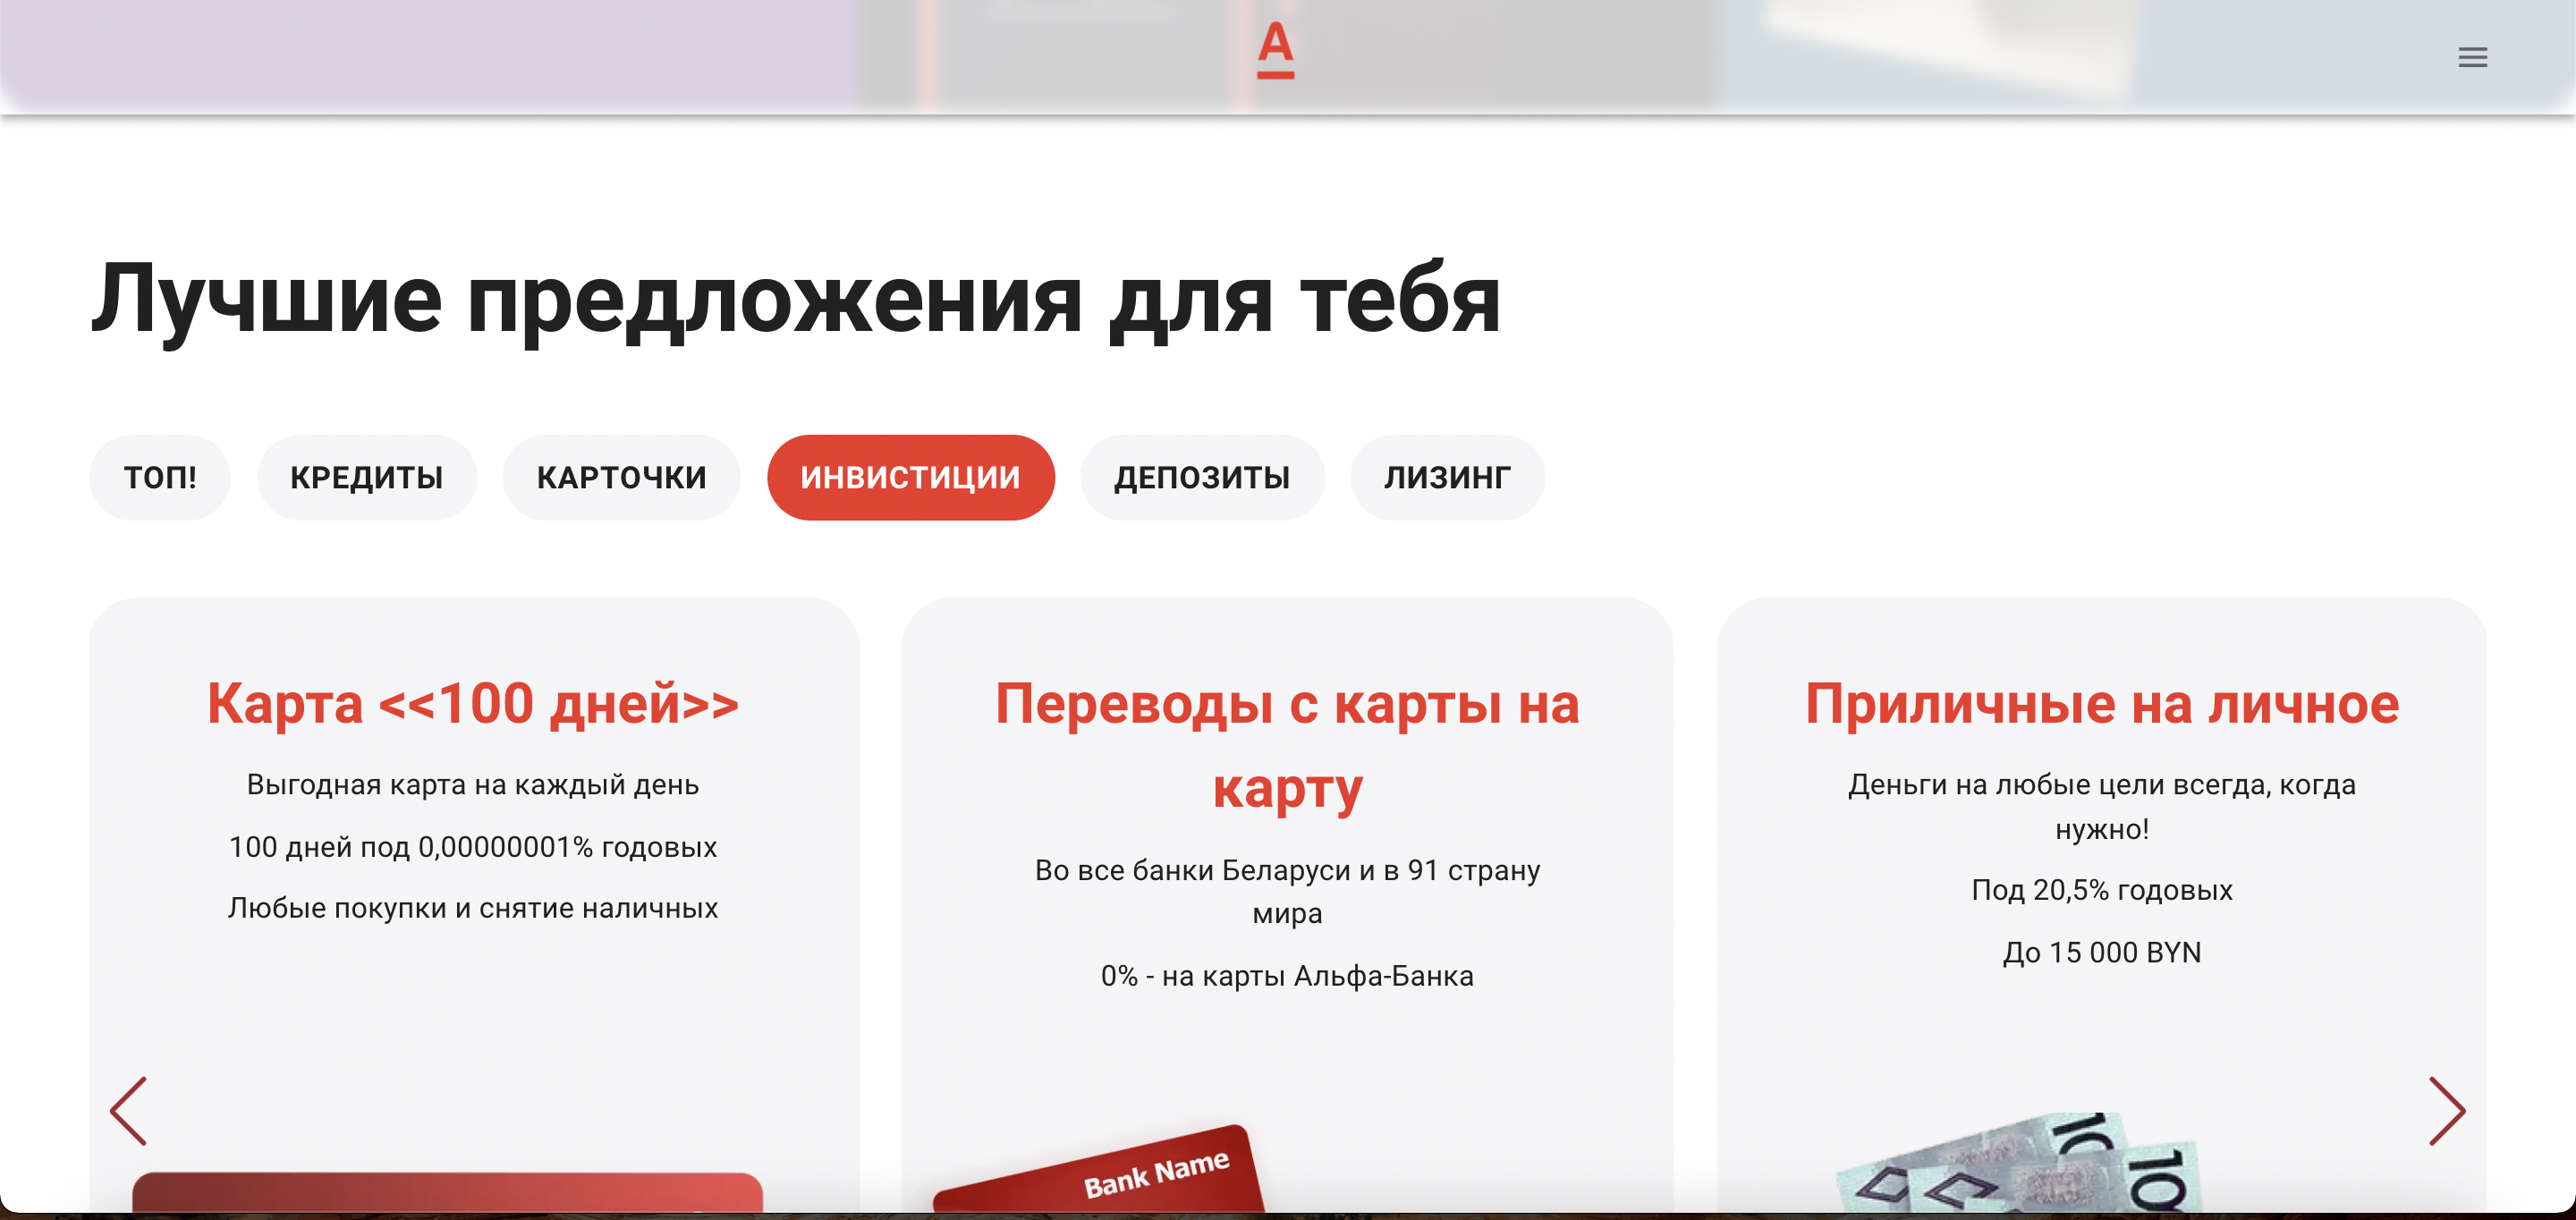 A
Лучшие предложения для тебя
ТОП!
КРЕДИТЫ
КАРТОЧКИ
ИНВИСТИЦИИ
ДЕПОЗИТЫ
ЛИЗИНГ
Карта <<100 дней>>
Выгодная карта на каждый день
100 дней под 0,00000001% годовых
Любые покупки и снятие наличных
Переводы с карты на
карту
Во все банки Беларуси и в 91 страну
мира
0% - на карты Альфа-Банка
Bank Name
Приличные на личное
Деньги на любые цели всегда, когда
нужно!
Под 20,5% годовых
До 15 000 BYN
10
10